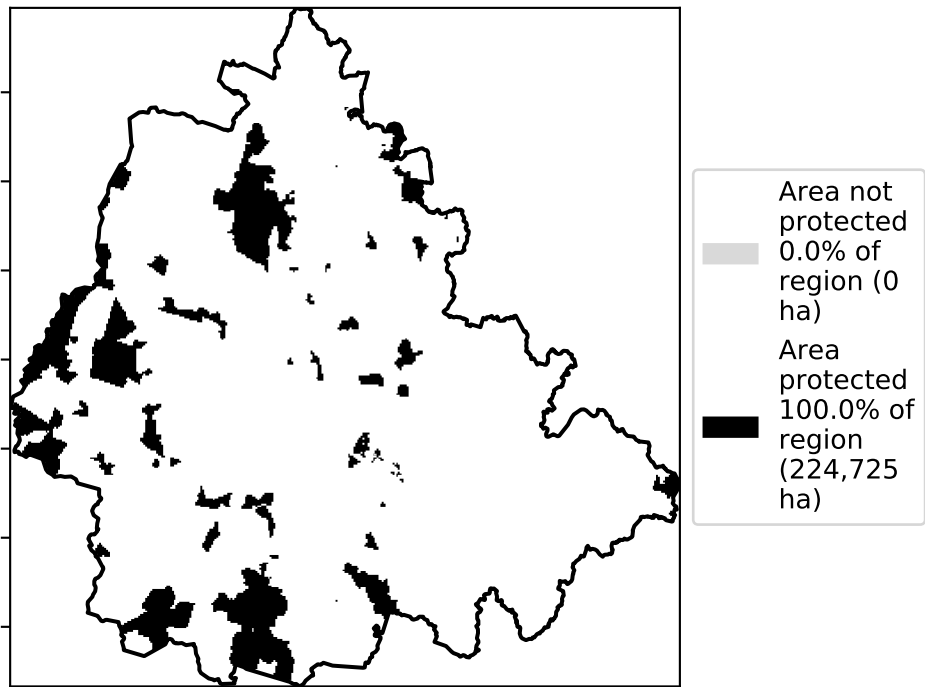 Area not
protected
0.0% of
region (0
ha)
Area
protected
100.0% of
region
(224,725
ha)